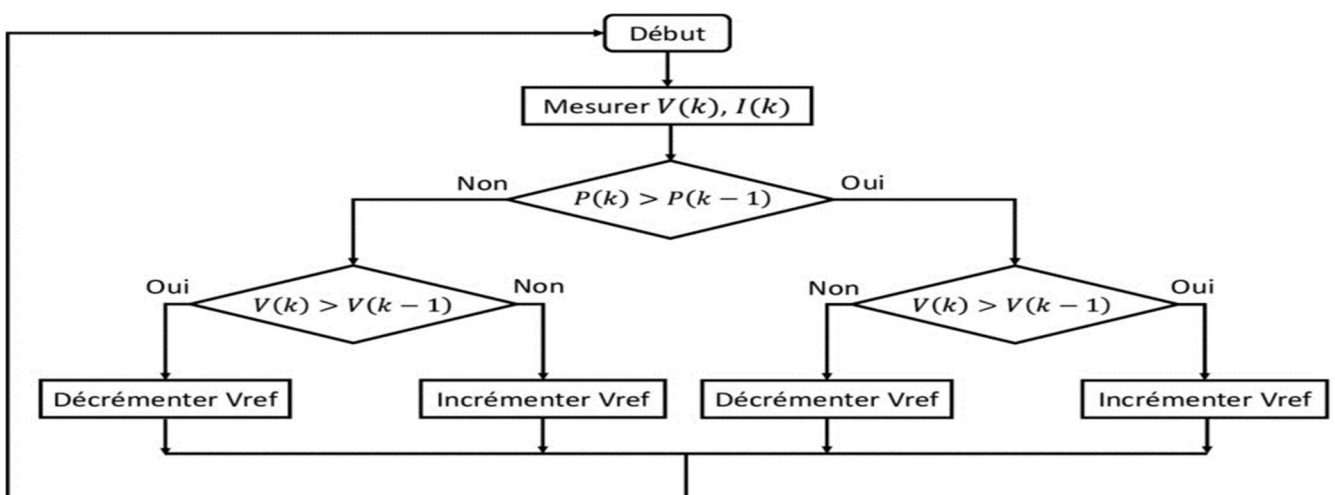 Début
Mesurer V(k), I(k)
Non
Oui
P(k) > P(k − 1)
Oui
Non
Non
Oui
V(k) > V(k − 1)
V(k) > V(k − 1)
Décrémenter Vref
Incrémenter Vref
Décrémenter Vref
Incrémenter Vref